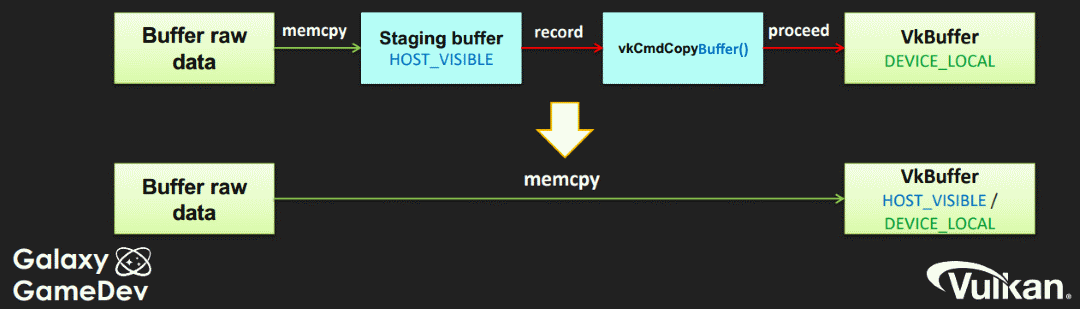 Buffer raw
data
memcpy
Staging buffer
HOST_VISIBLE
record
vkCmdCopyBuffer()
proceed
VkBuffer
DEVICE_LOCAL
Buffer raw
data
memcpy
VkBuffer
HOST_VISIBLE /
DEVICE_LOCAL
Galaxy
GameDev
Vulkan®